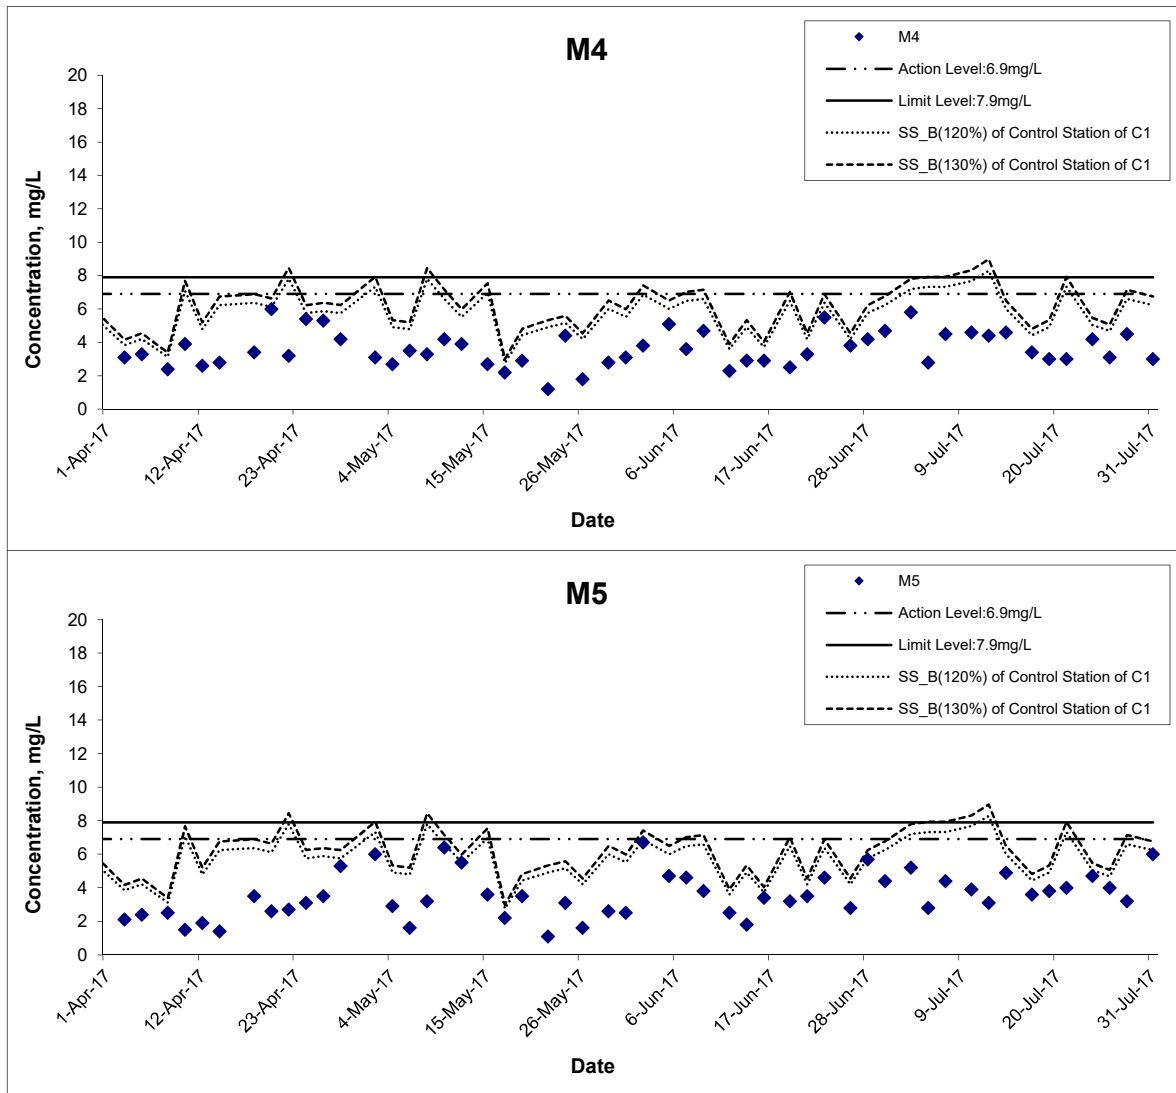 M4
M4
Action Level:6.9mg/L
Limit Level:7.9mg/L
SS_B(120%) of Control Station of C1
SS_B(130%) of Control Station of C1
Concentration, mg/L
20
18
16
14
12
10
8
6
4
2
0
1-Apr-17
12-Apr-17
23-Apr-17
4-May-17
15-May-17
26-May-17
6-Jun-17
17-Jun-17
28-Jun-17
9-Jul-17
20-Jul-17
31-Jul-17
Date
M5
M5
Action Level:6.9mg/L
Limit Level:7.9mg/L
SS_B(120%) of Control Station of C1
SS_B(130%) of Control Station of C1
Concentration, mg/L
20
18
16
14
12
10
8
6
4
2
0
1-Apr-17
12-Apr-17
23-Apr-17
4-May-17
15-May-17
26-May-17
6-Jun-17
17-Jun-17
28-Jun-17
9-Jul-17
20-Jul-17
31-Jul-17
Date